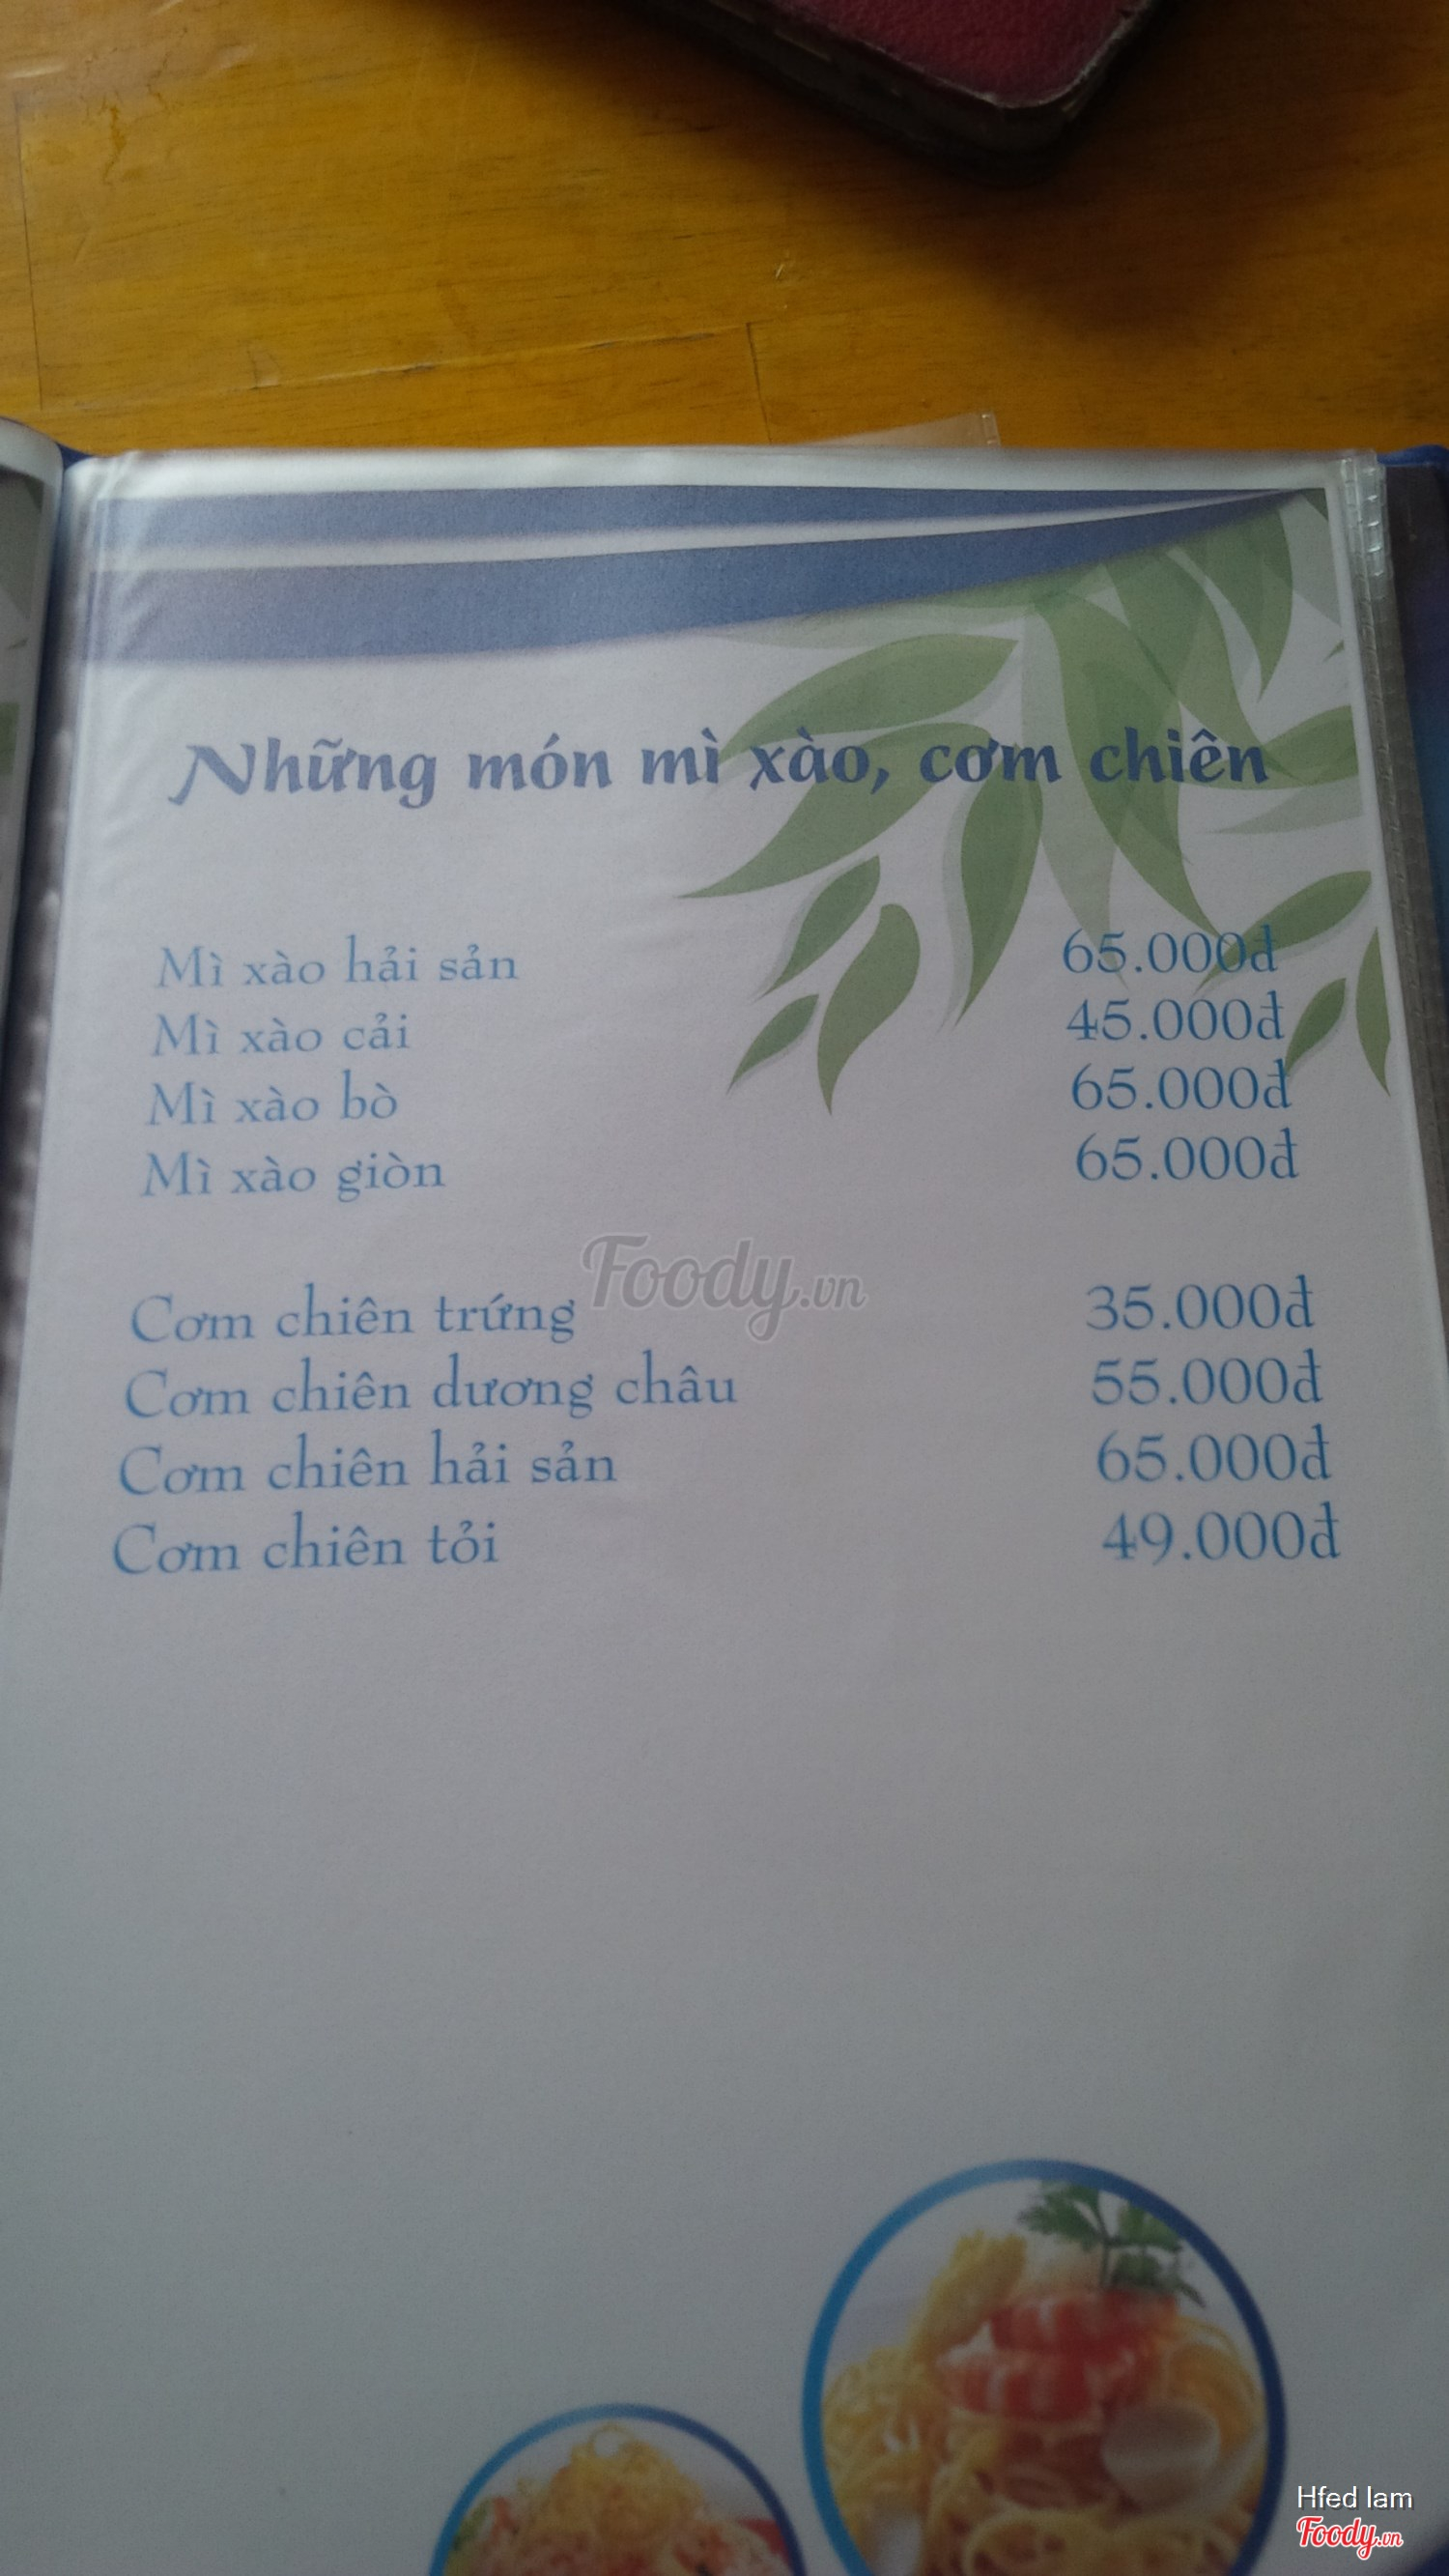 Những món mì xào, cơm chiên
Mì xào hải sản 65.000đ
Mì xào cải 45.000đ
Mì xào bò 65.000đ
Mì xào giòn 65.000đ
Foody.vn
Cơm chiên trứng 35.000đ
Cơm chiên dương châu 55.000đ
Cơm chiên hải sản 65.000đ
Cơm chiên tỏi 49.000đ
Hfed lam
Foody.vn